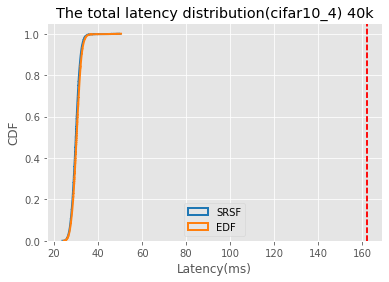 The total latency distribution(cifar10_4) 40k
1.0
0.8
0.6
0.4
0.2
0.0
CDF
SRSF
EDF
20 40 60 80 100 120 140 160
Latency(ms)